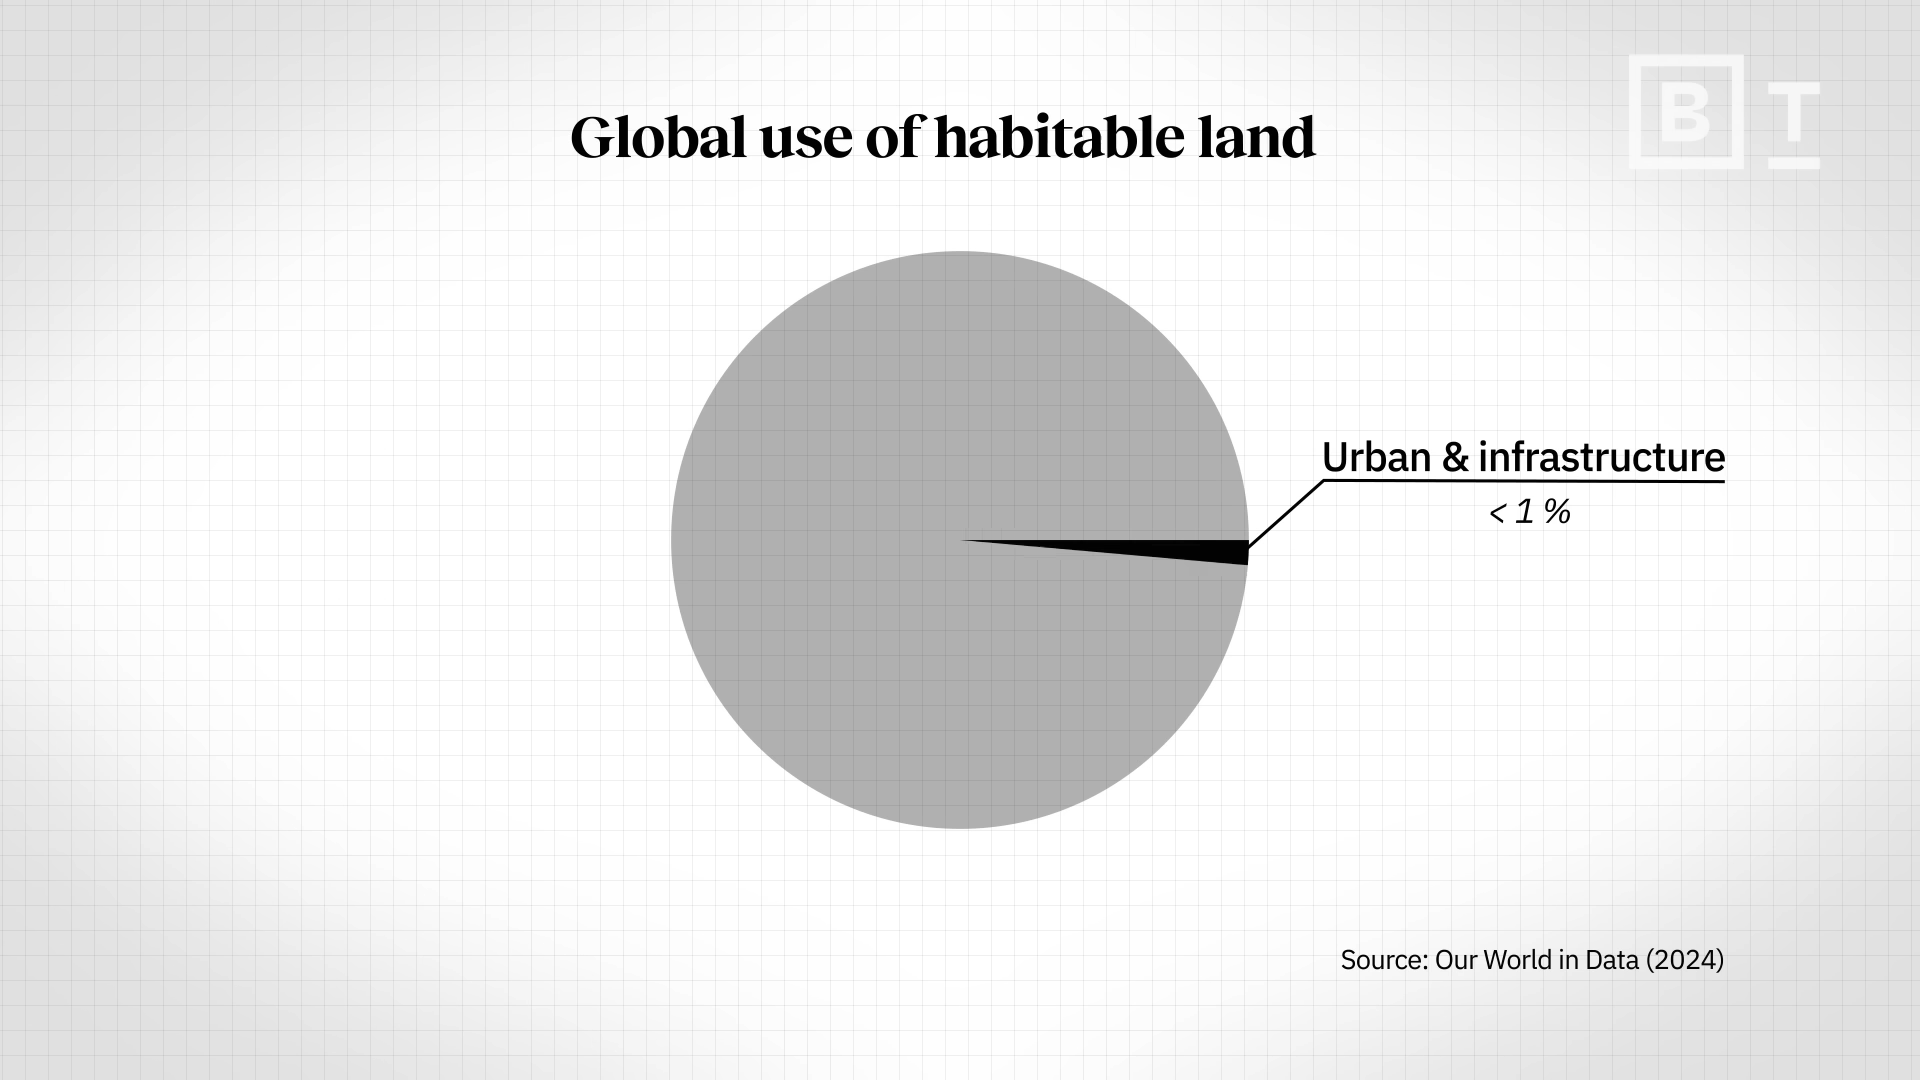 Global use of habitable land
B T
Urban & infrastructure
< 1 %
Source: Our World in Data (2024)